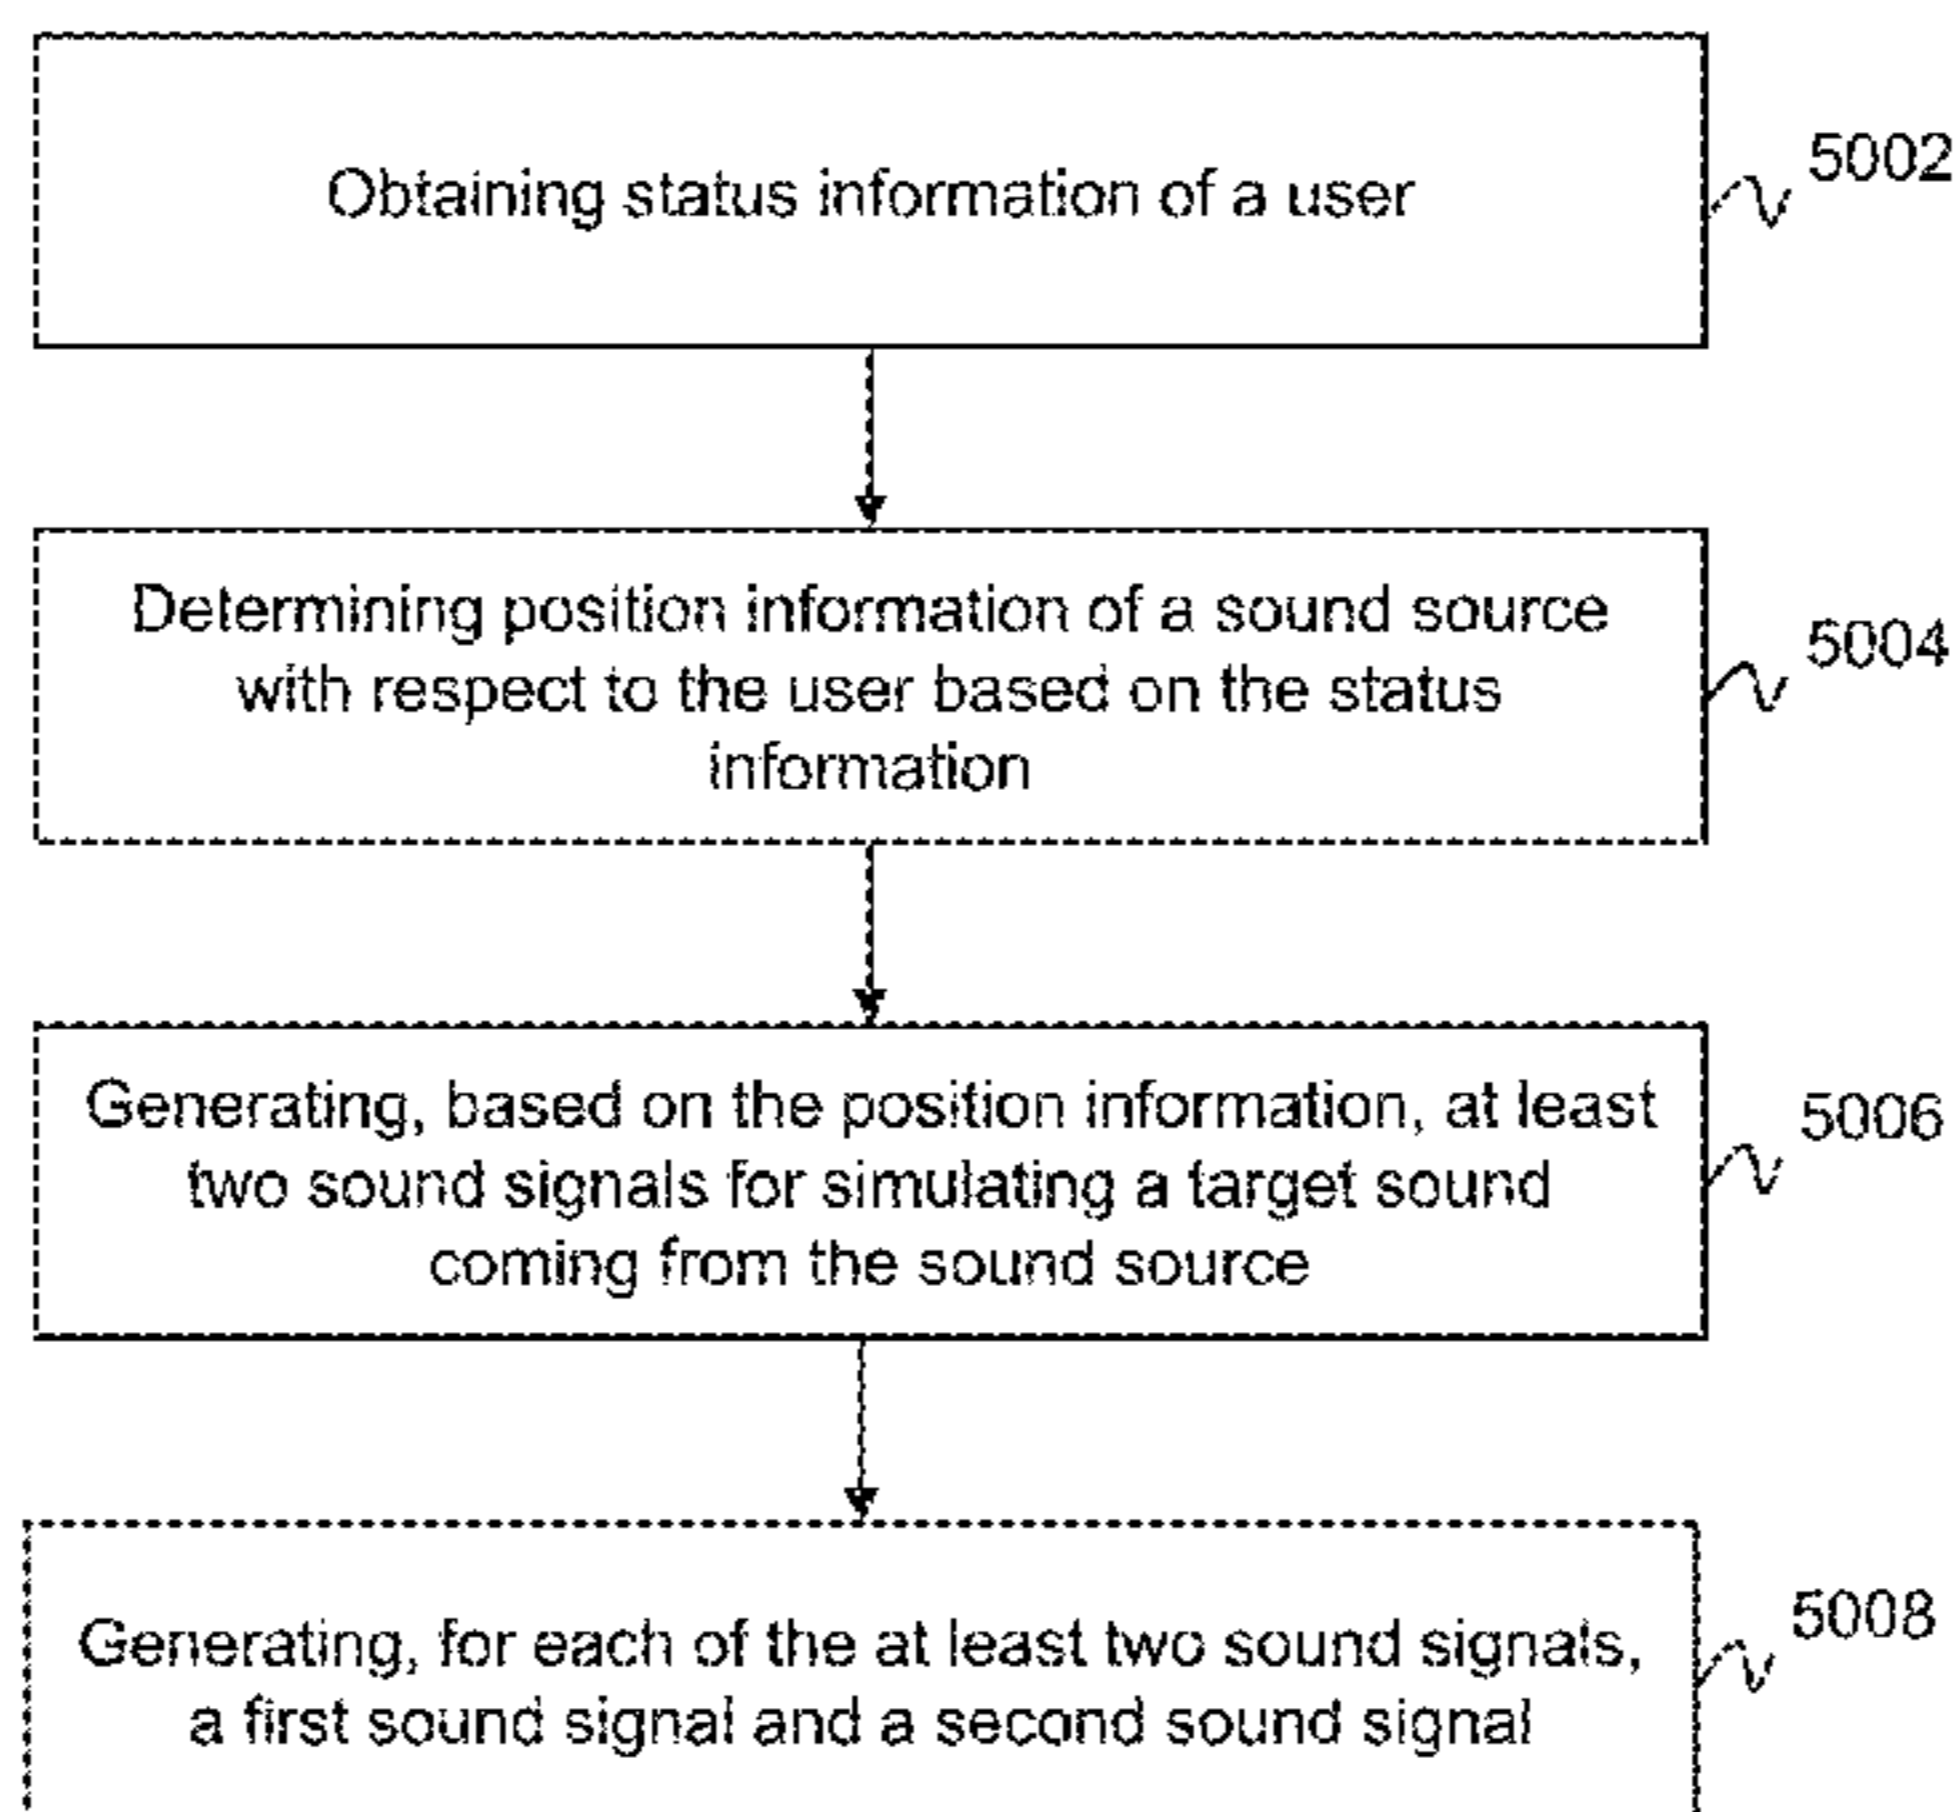 Obtaining status information of a user
5002
Determining position information of a sound source
with respect to the user based on the status
information
5004
Generating, based on the position information, at least
two sound signals for simulating a target sound
coming from the sound source
5006
Generating, for each of the at least two sound signals,
a first sound signal and a second sound signal
5008